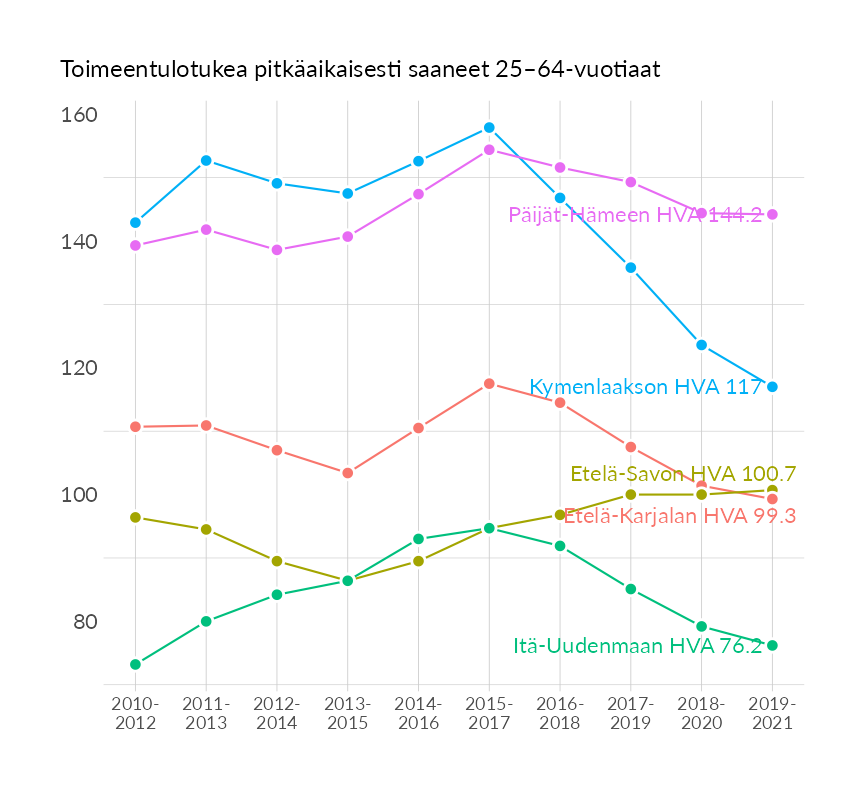 Toimeentulotukea pitkäaikaisesti saaneet 25–64-vuotiaat
160
140
120
100
80
Päijät-Hämeen HVA 144.2
Kymenlaakson HVA 117
Etelä-Savon HVA 100.7
Etelä-Karjalan HVA 99.3
Itä-Uudenmaan HVA 76.2
2010- 2011- 2012- 2013- 2014- 2015- 2016- 2017- 2018- 2019-
2012 2013 2014 2015 2016 2017 2018 2019 2020 2021